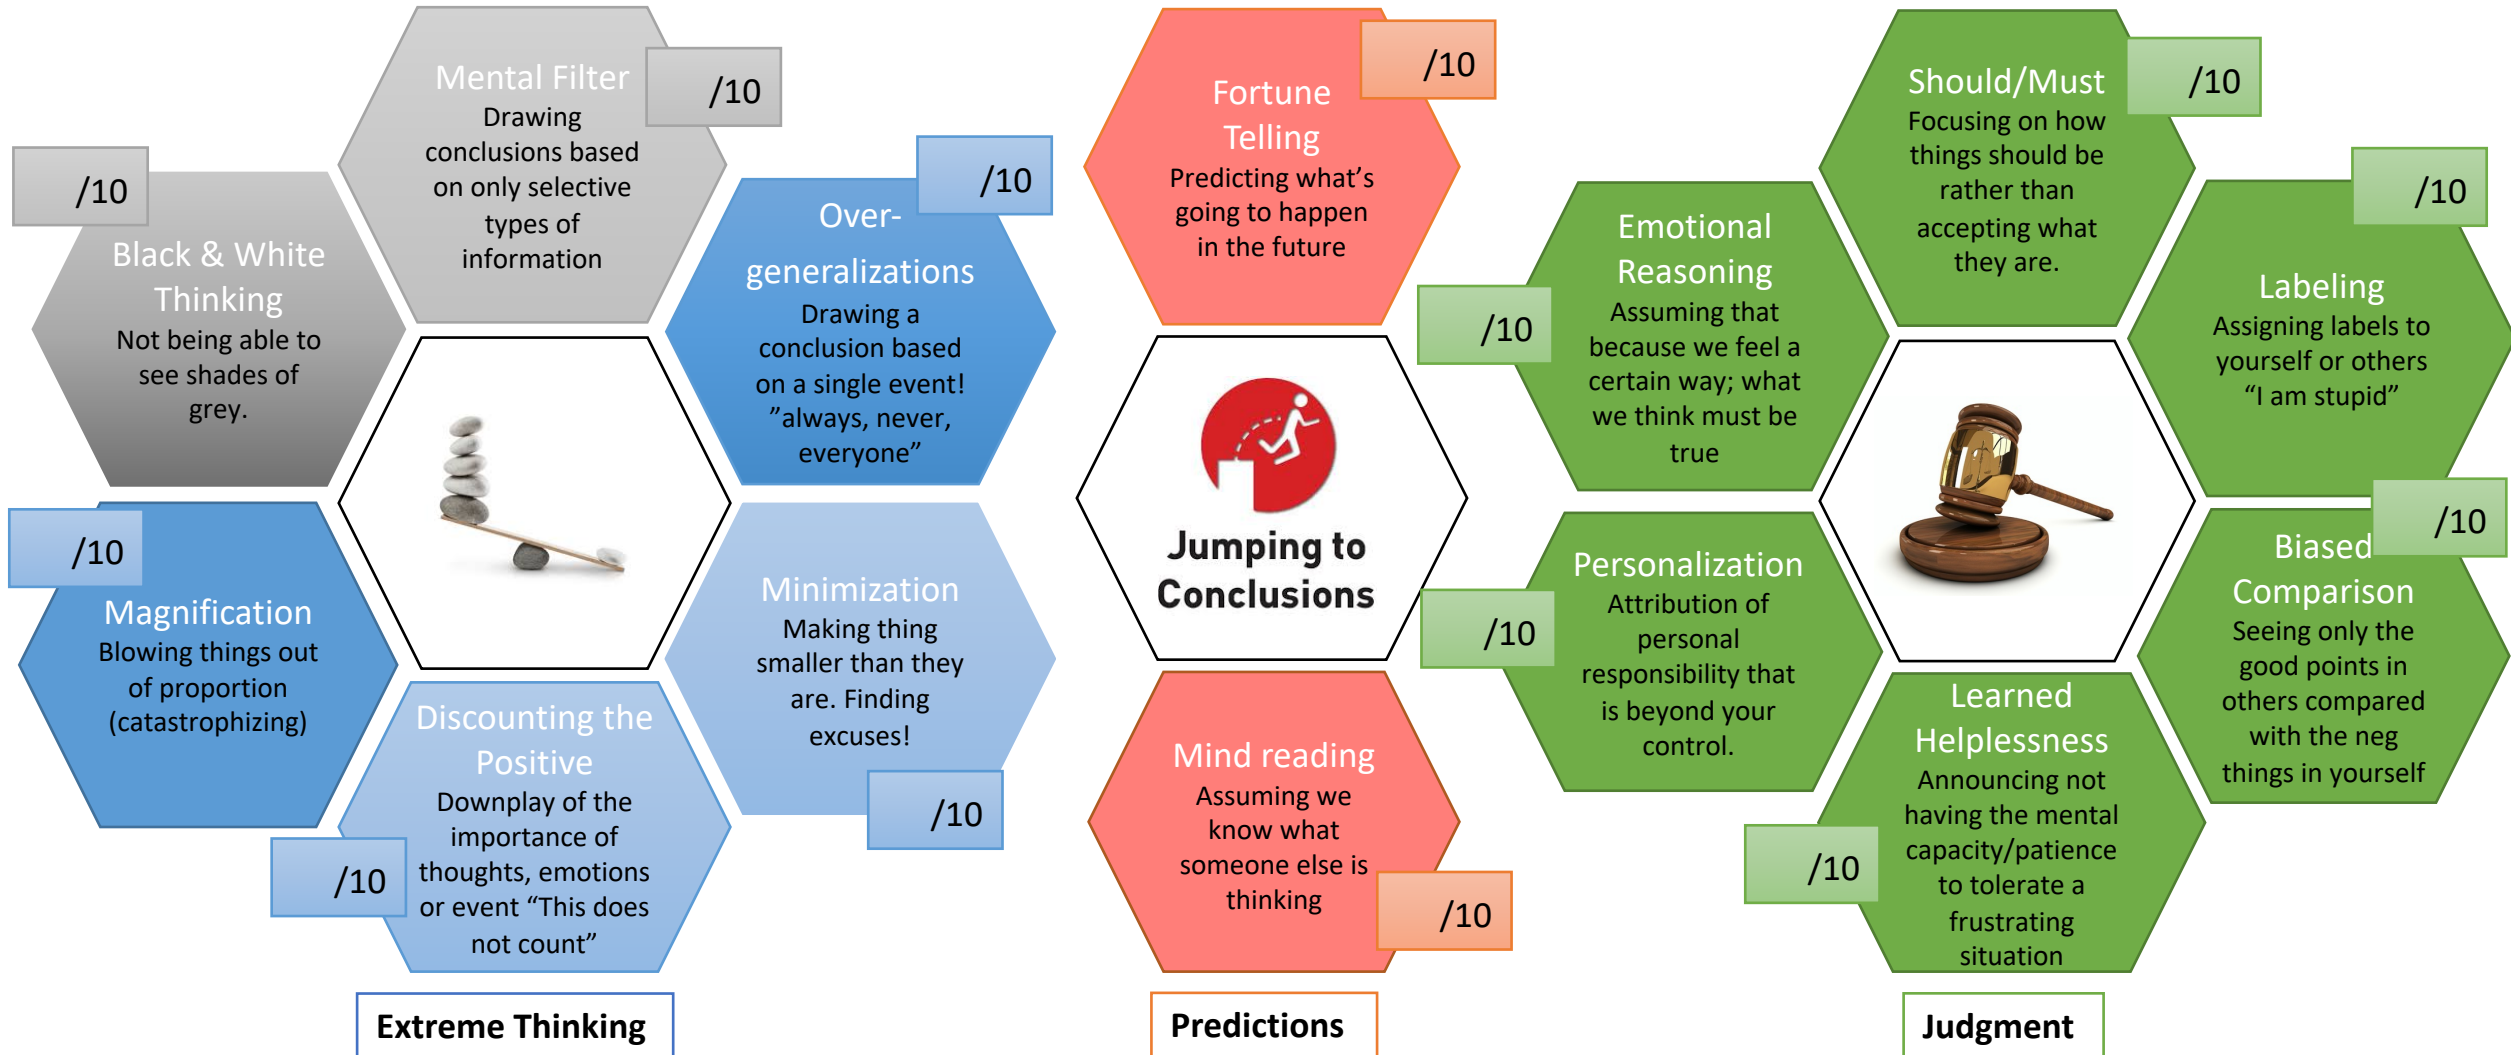 /10
Black & White
Thinking
Not being able to
see shades of
grey.
/10
Mental Filter
Drawing
conclusions based
on only selective
types of
information
/10
Over-
generalizations
Drawing a
conclusion based
on a single event!
”always, never,
everyone”
/10
Magnification
Blowing things out
of proportion
(catastrophizing)
/10
Discounting the
Positive
Downplay of the
importance of
thoughts, emotions
or event “This does
not count”
/10
Minimization
Making thing
smaller than they
are. Finding
excuses!
/10
Extreme Thinking
/10
Fortune
Telling
Predicting what’s
going to happen
in the future
Jumping to
Conclusions
Mind reading
Assuming we
know what
someone else is
thinking
/10
Predictions
/10
Emotional
Reasoning
Assuming that
because we feel a
certain way; what
we think must be
true
/10
Should/Must
Focusing on how
things should be
rather than
accepting what
they are.
/10
Labeling
Assigning labels to
yourself or others
“I am stupid”
/10
Personalization
Attribution of
personal
responsibility that
is beyond your
control.
/10
Biased
Comparison
Seeing only the
good points in
others compared
with the neg
things in yourself
/10
Learned
Helplessness
Announcing not
having the mental
capacity/patience
to tolerate a
frustrating
situation
Judgment